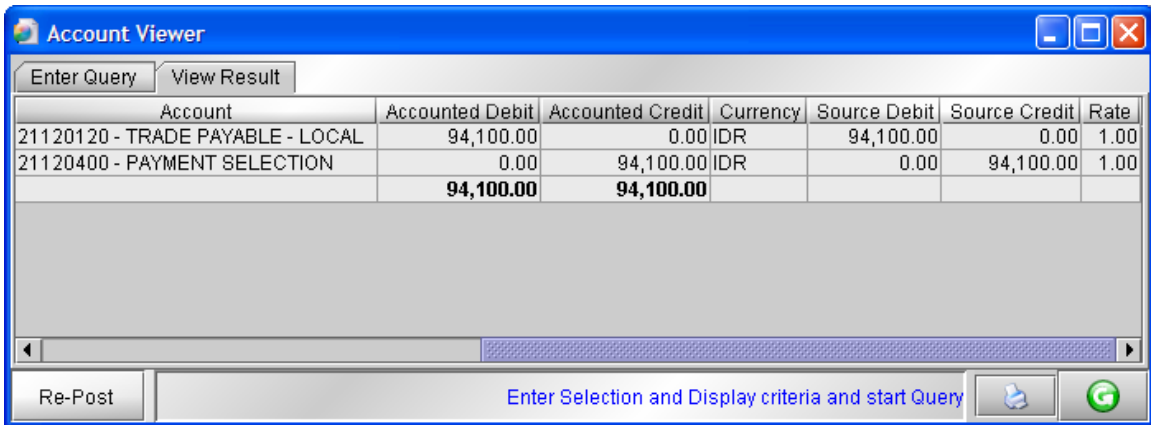 Account Viewer
Enter Query View Result
Account Accounted Debit Accounted Credit Currency Source Debit Source Credit Rate
21120120 - TRADE PAYABLE - LOCAL 94,100.00 0.00 IDR 94,100.00 0.00 1.00
21120400 - PAYMENT SELECTION 0.00 94,100.00 IDR 0.00 94,100.00 1.00
94,100.00 94,100.00
Re-Post Enter Selection and Display criteria and start Query